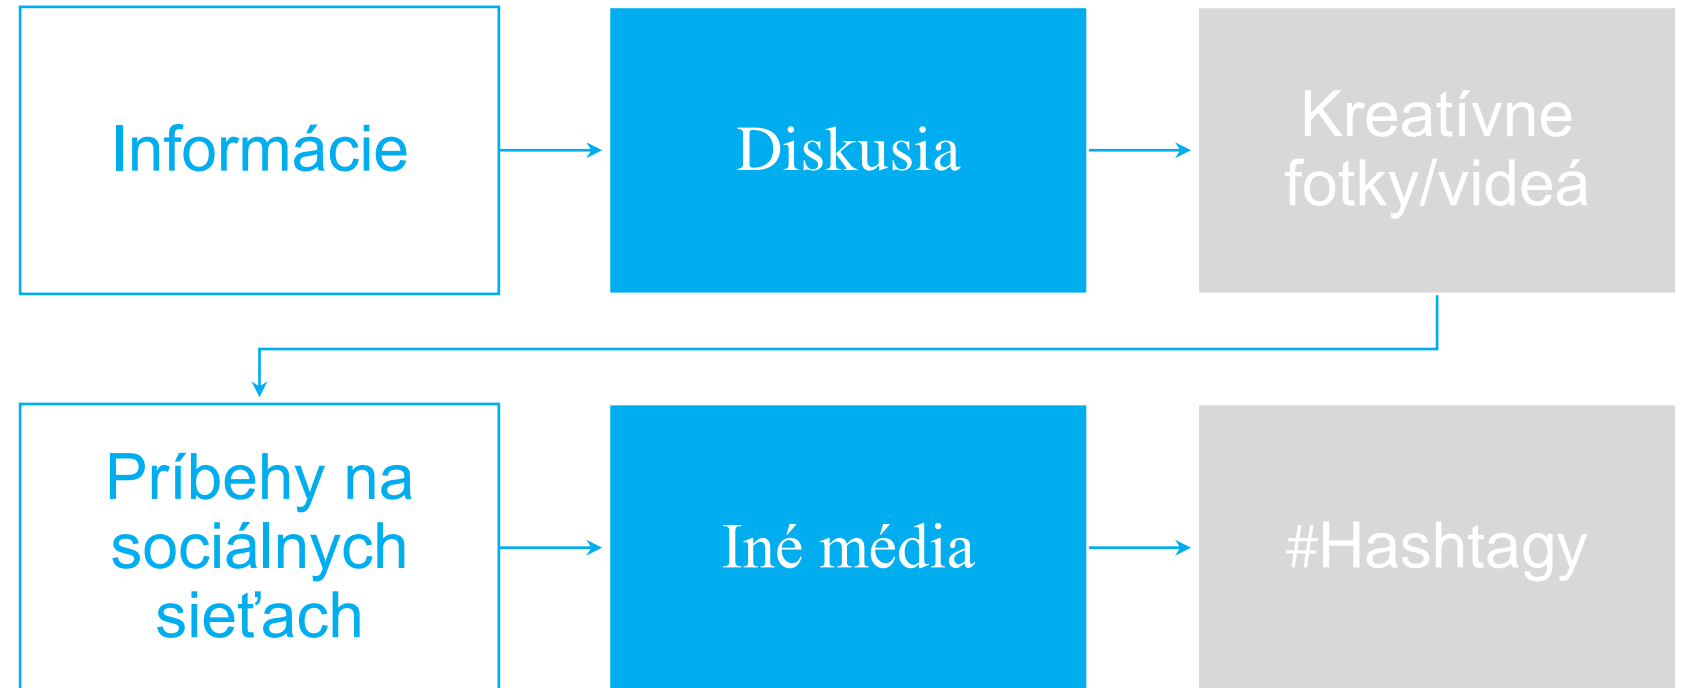 Informácie
Diskusia
Kreatívne
fotky/videá
Príbehy na
sociálnych
sieťach
Iné média
#Hashtagy